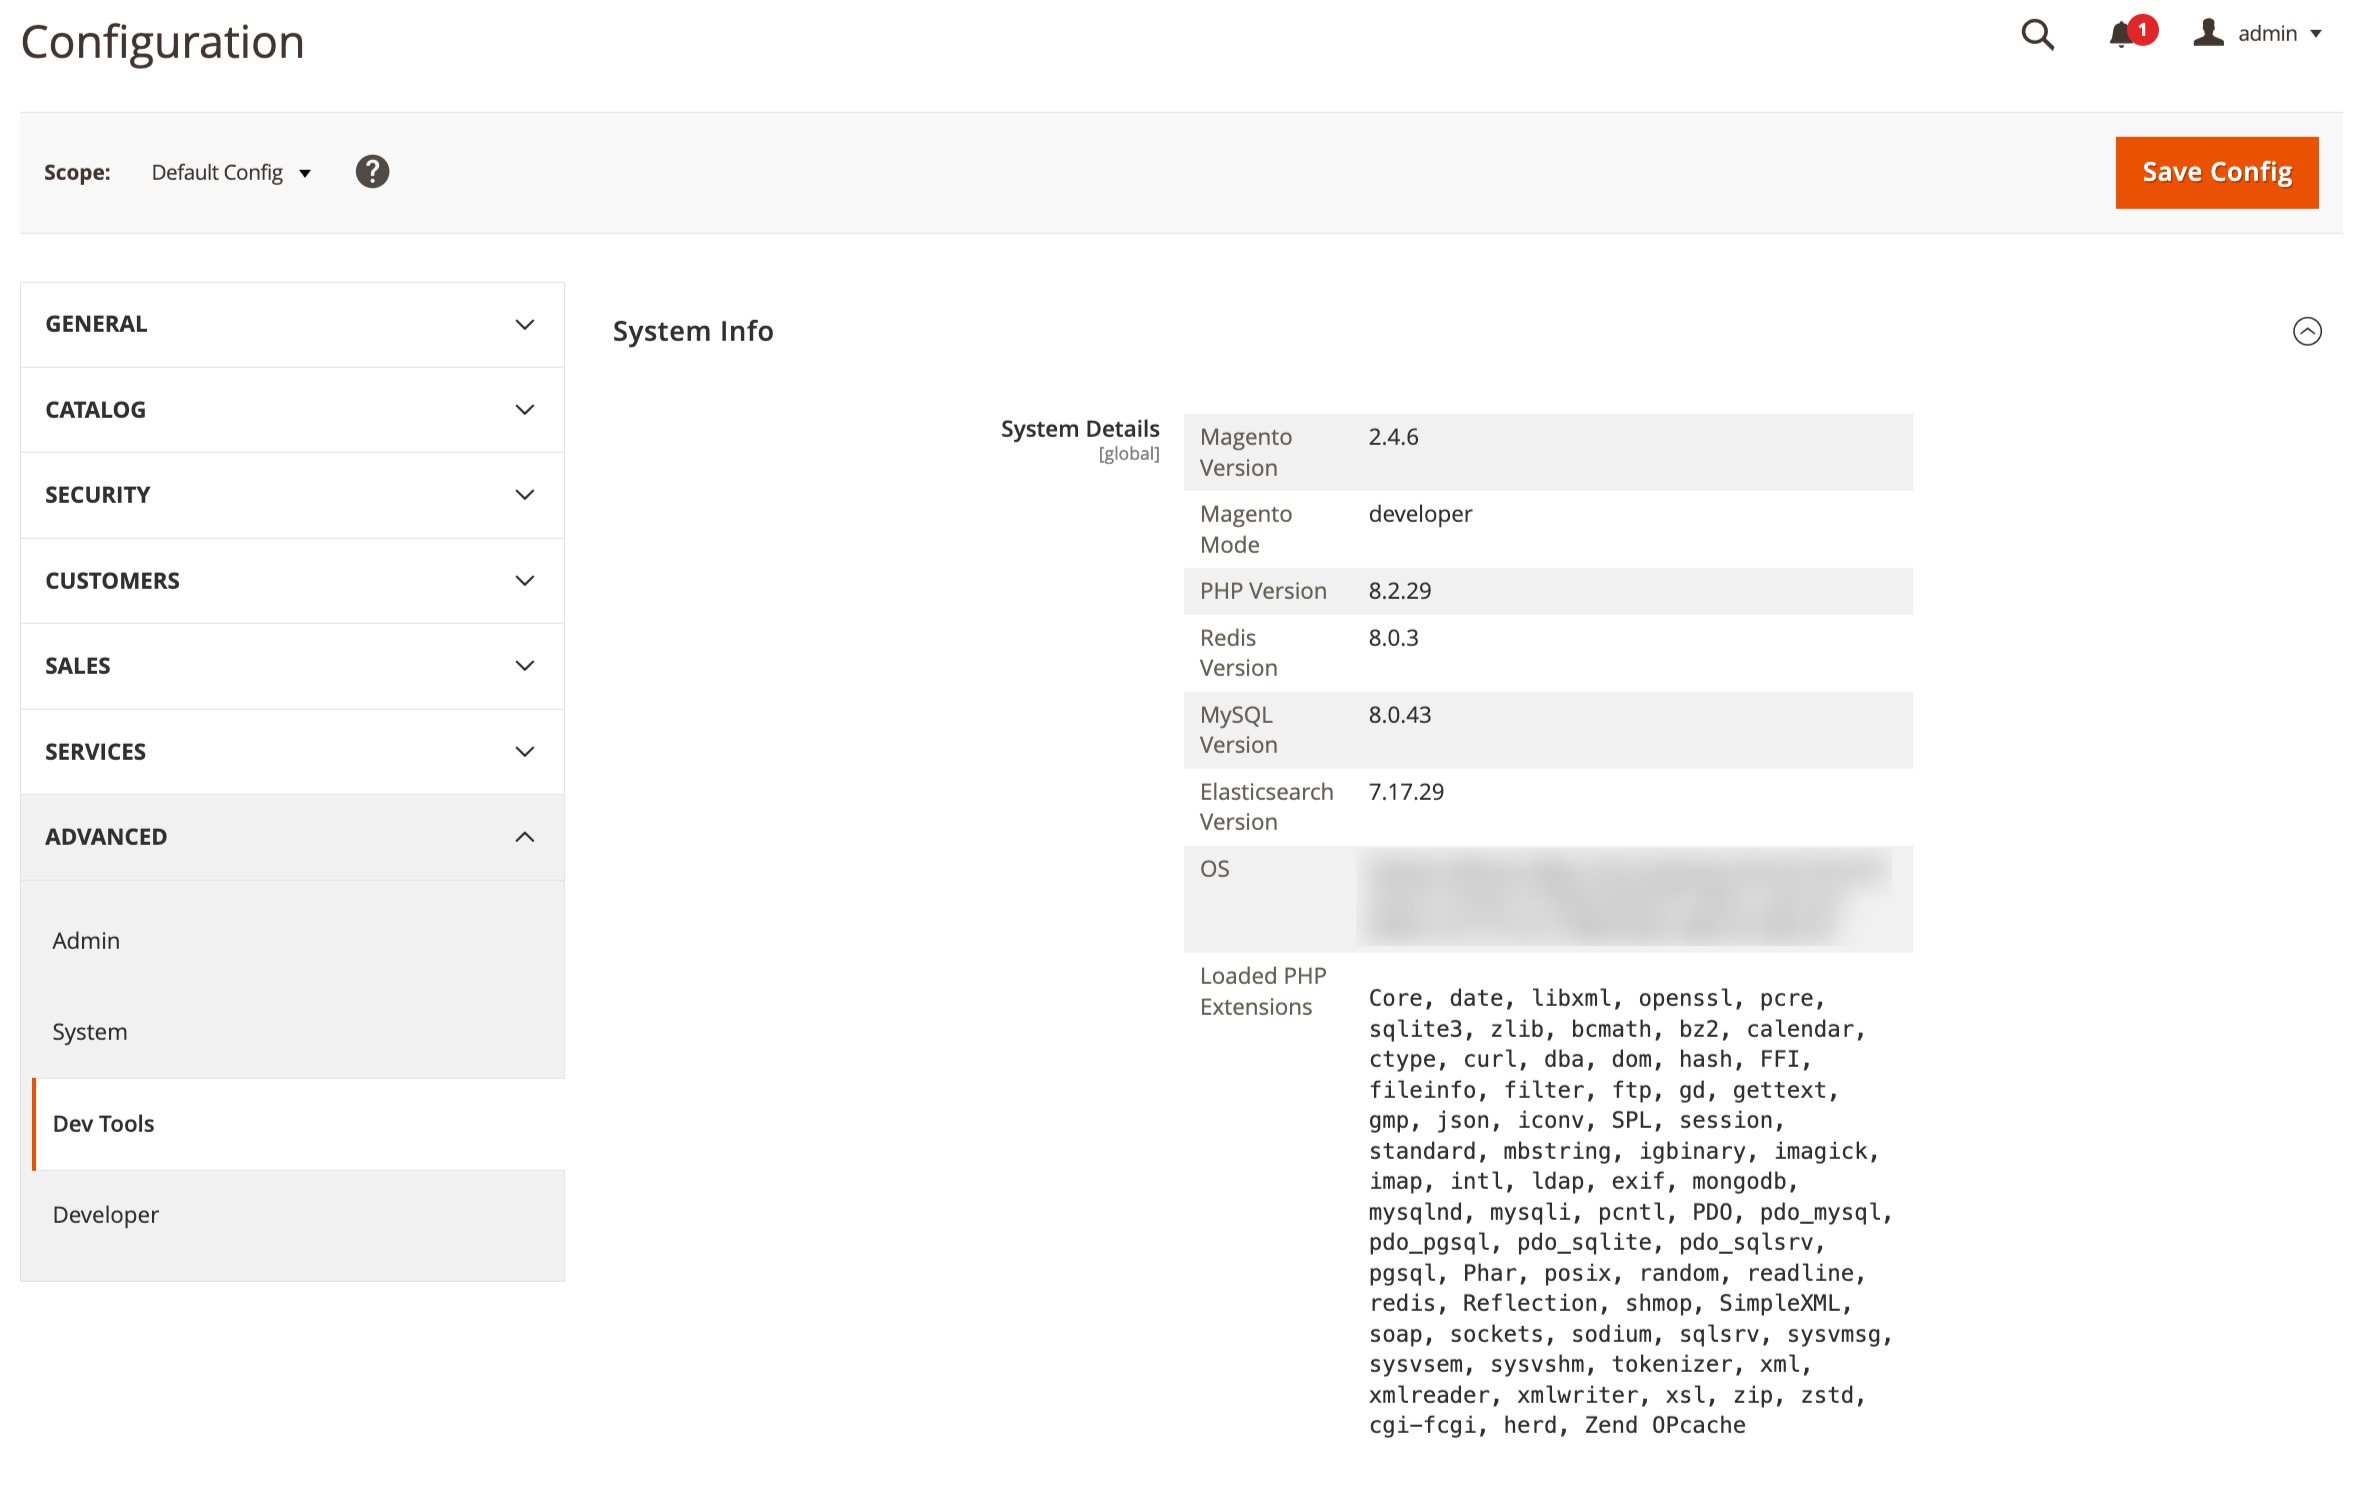 Configuration
1
admin
Scope: Default Config ?
Save Config
GENERAL
CATALOG
SECURITY
CUSTOMERS
SALES
SERVICES
ADVANCED
Admin
System
Dev Tools
Developer
System Info
System Details
[global]
Magento Version 2.4.6
Magento Mode developer
PHP Version 8.2.29
Redis Version 8.0.3
MySQL Version 8.0.43
Elasticsearch Version 7.17.29
OS
Loaded PHP Extensions
Core, date, libxml, openssl, pcre,
sqlite3, zlib, bcmath, bz2, calendar,
ctype, curl, dba, dom, hash, FFI,
fileinfo, filter, ftp, gd, gettext,
gmp, json, iconv, SPL, session,
standard, mbstring, igbinary, imagick,
imap, intl, ldap, exif, mongodb,
mysqlnd, mysqli, pcntl, PDO, pdo_mysql,
pdo_pgsql, pdo_sqlite, pdo_sqlsrv,
pgsql, Phar, posix, random, readline,
redis, Reflection, shmop, SimpleXML,
soap, sockets, sodium, sqlsrv, sysvmsg,
sysvsem, sysvshm, tokenizer, xml,
xmlreader, xmlwriter, xsl, zip, zstd,
cgi-fcgi, herd, Zend OPcache